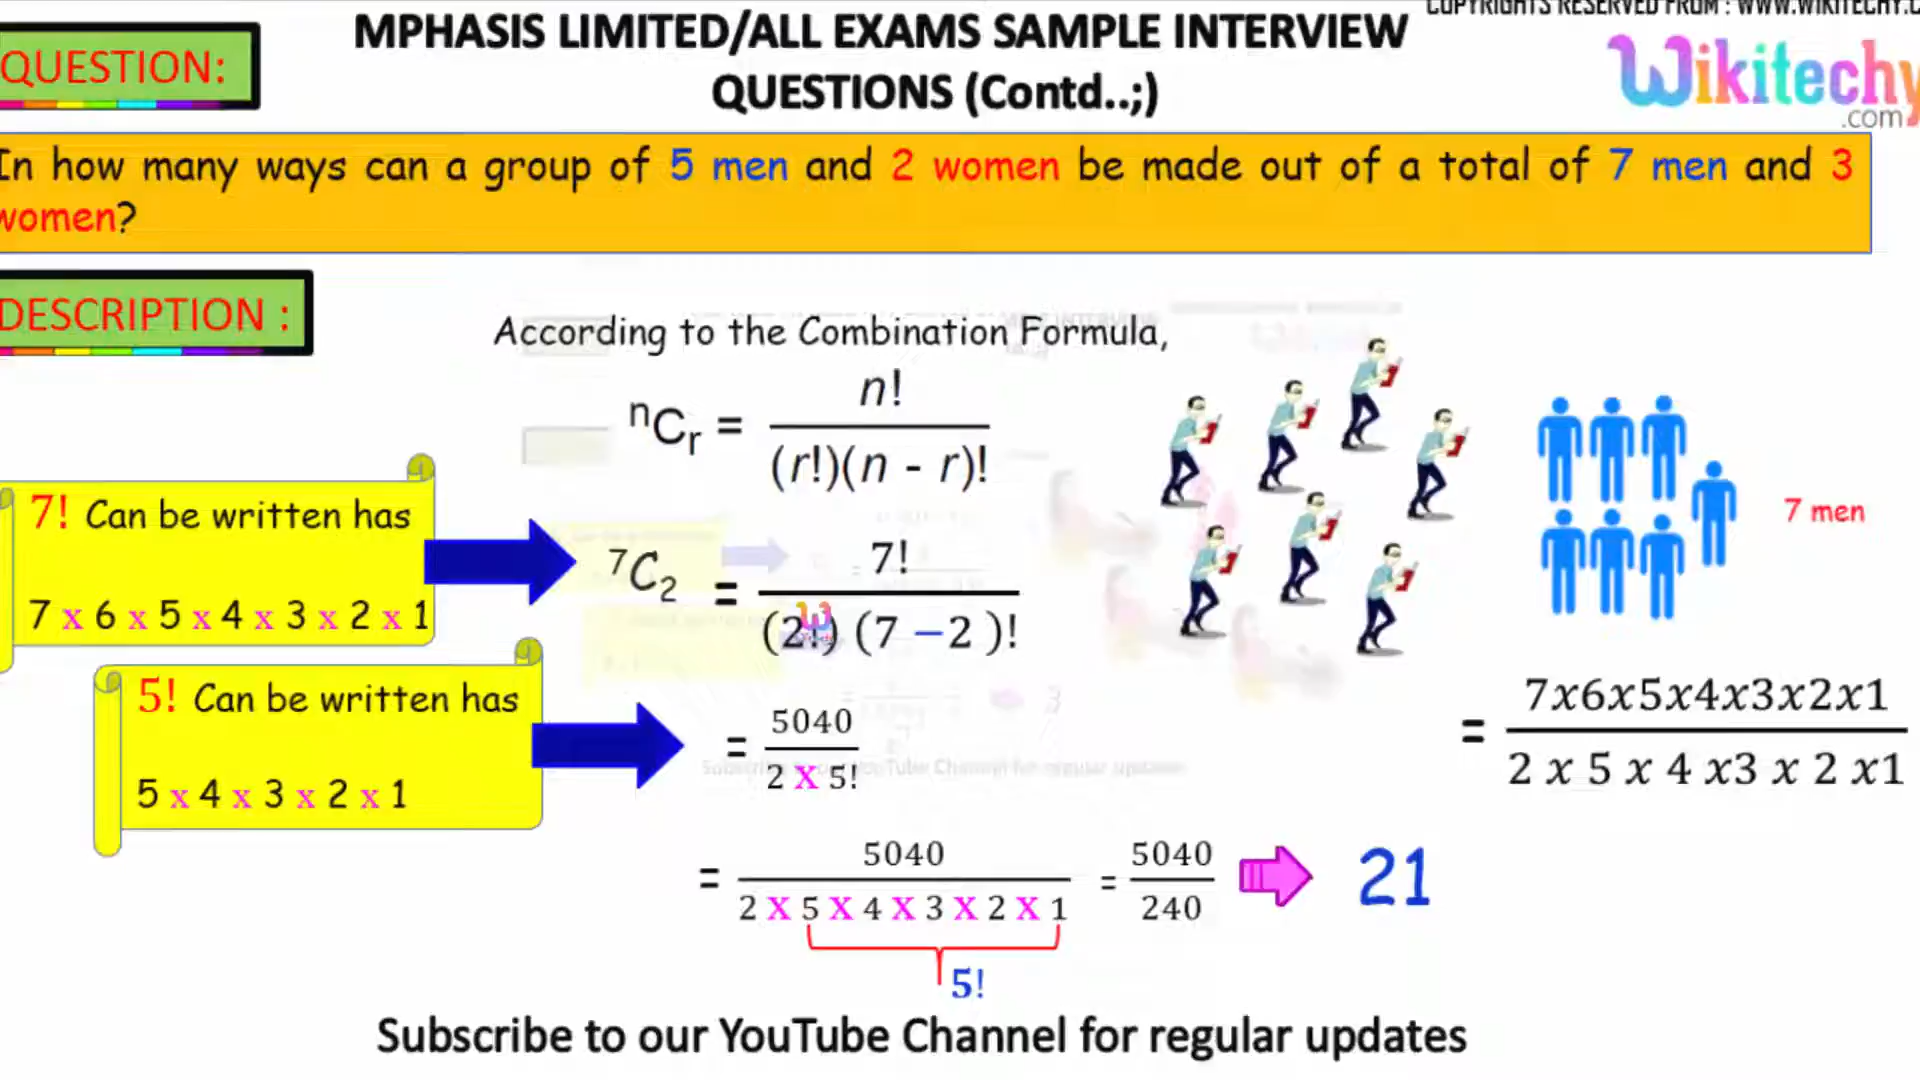 COPYRIGHTS RESERVED FROM : WWW.WIKITECHY.C
MPHASIS LIMITED/ALL EXAMS SAMPLE INTERVIEW
QUESTIONS (Contd..;)
QUESTION:
Wikitechy
.com
In how many ways can a group of 5 men and 2 women be made out of a total of 7 men and 3
women?
DESCRIPTION :
According to the Combination Formula,
nCr = n! / (r!)(n - r)!
7! Can be written has
7 x 6 x 5 x 4 x 3 x 2 x 1
7C2 = 7! / (2!) (7 − 2 )!
7 men
5! Can be written has
5 x 4 x 3 x 2 x 1
= 5040 / 2 X 5!
= 7x6x5x4x3x2x1 / 2 x 5 x 4 x3 x 2 x1
= 5040 / 2 X 5 X 4 X 3 X 2 X 1 = 5040 / 240 21
5!
Subscribe to our YouTube Channel for regular updates